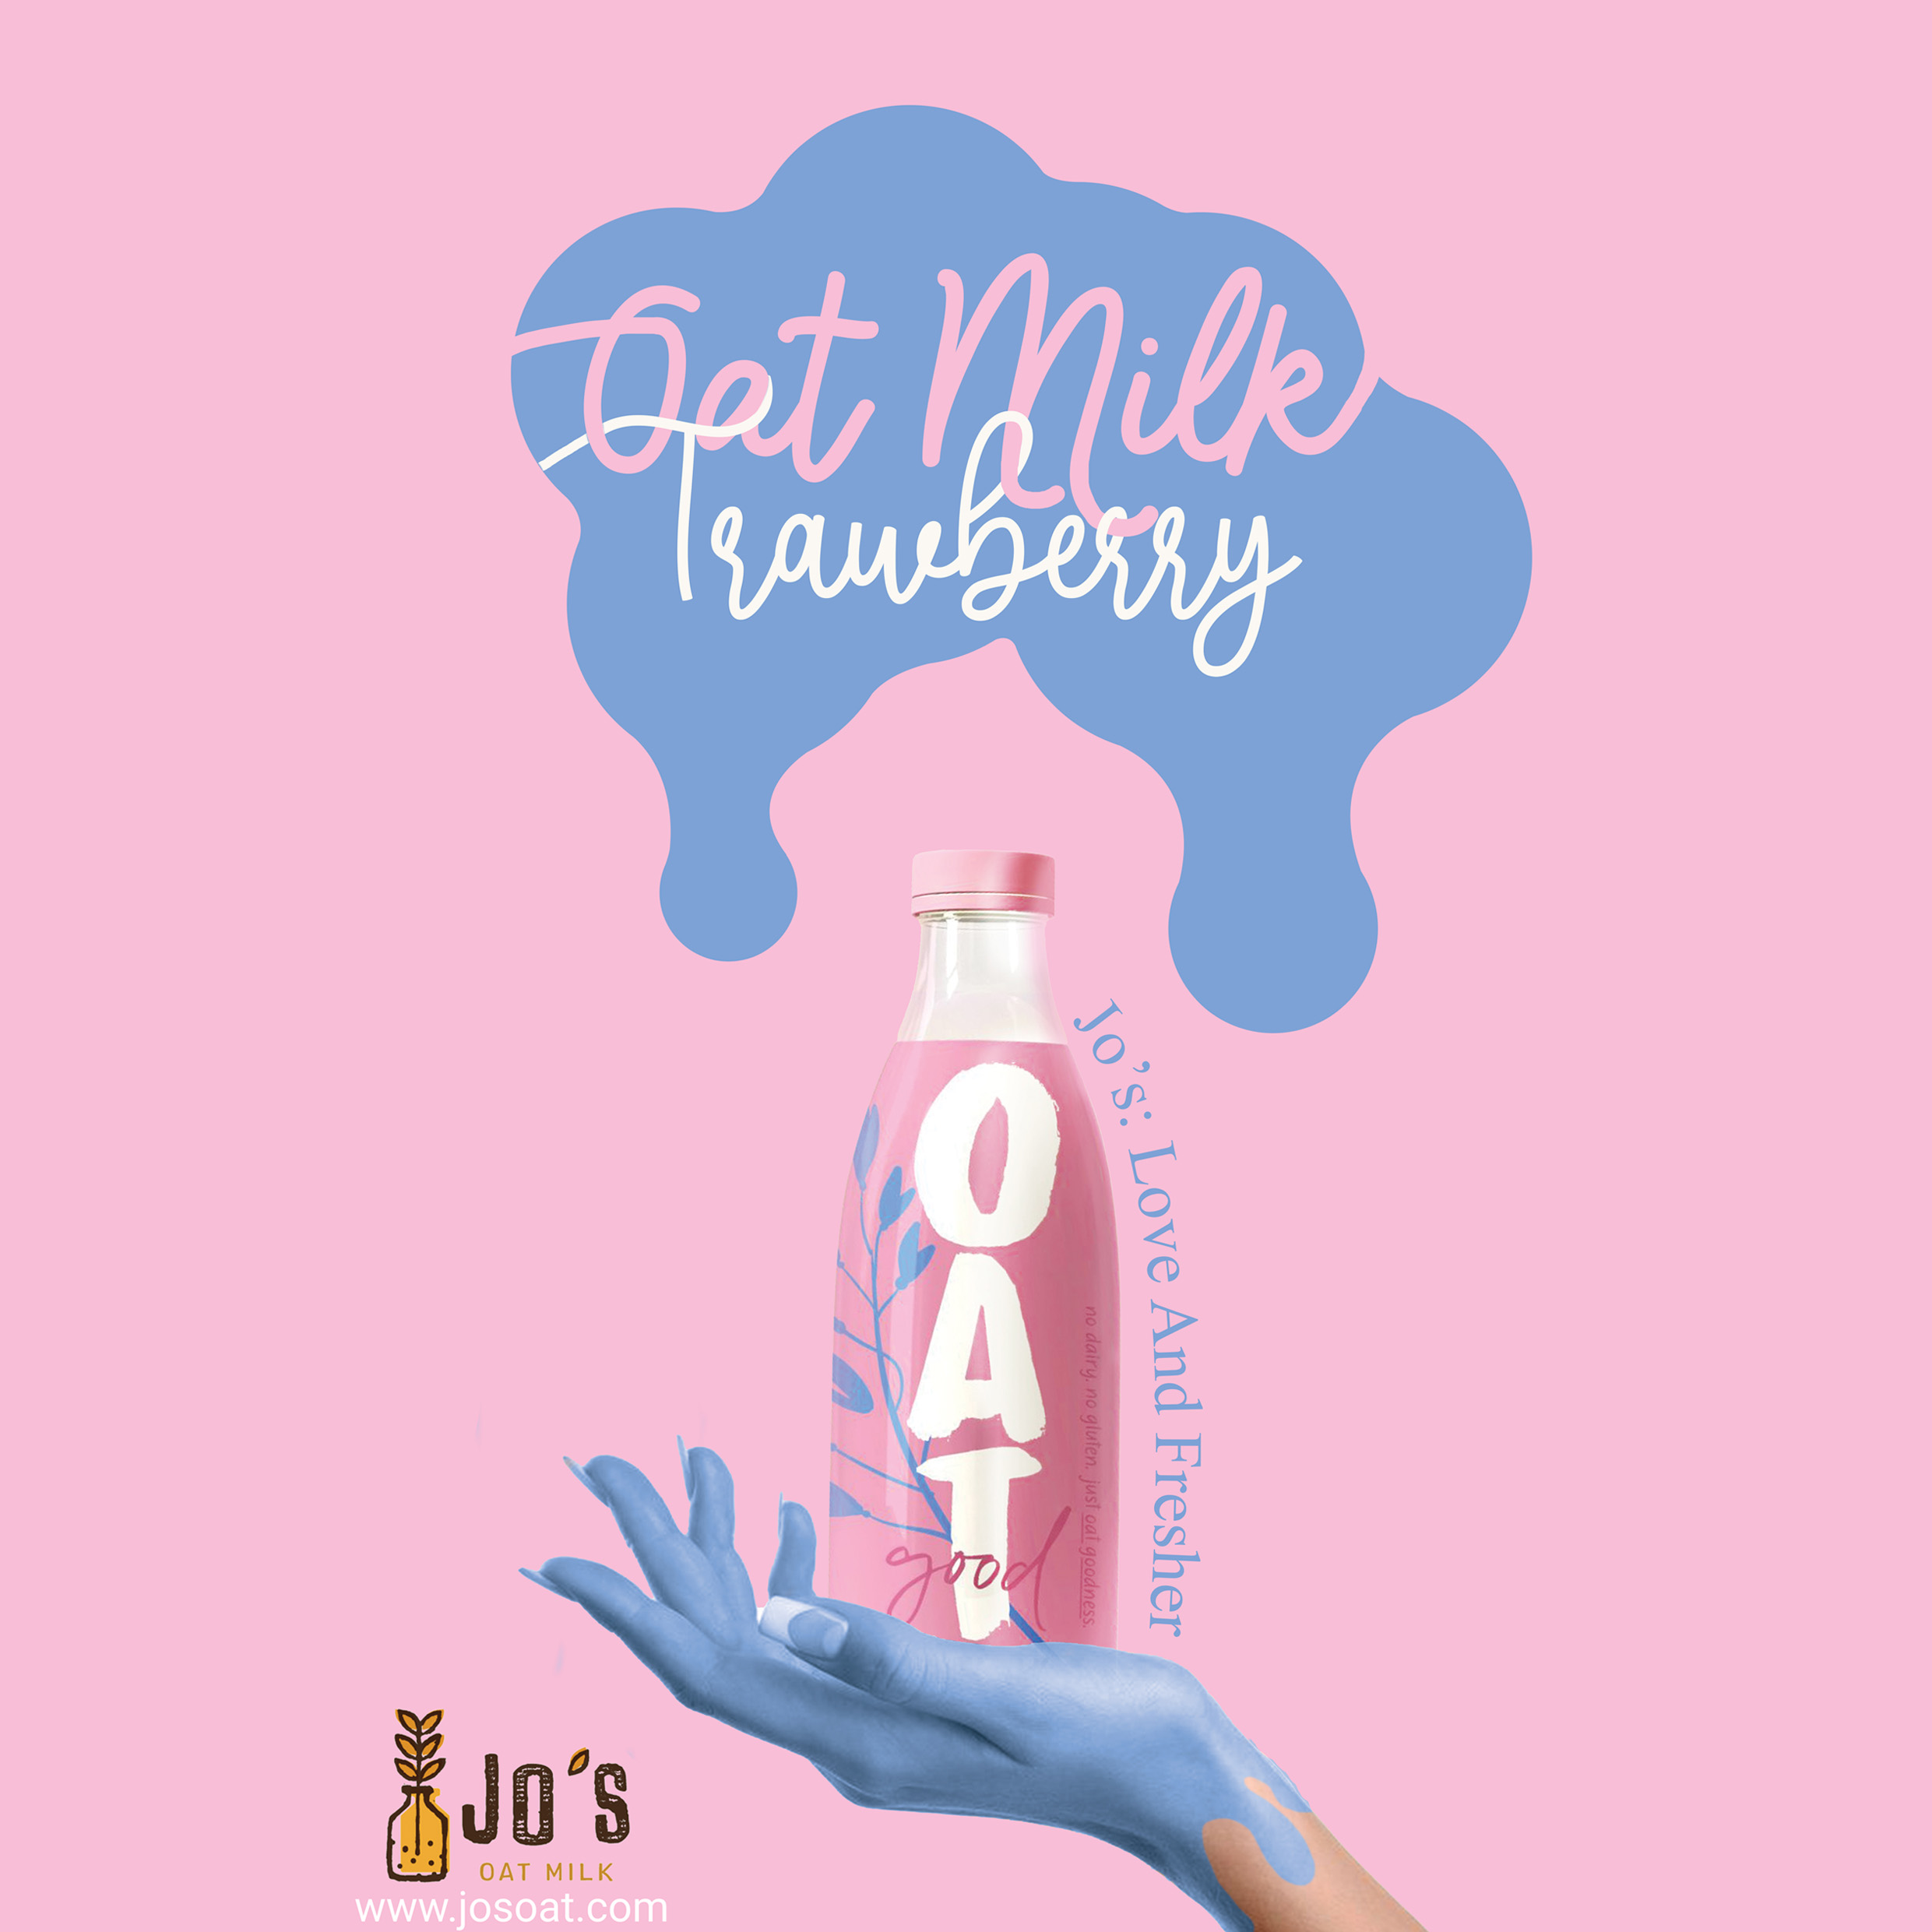 Oat Milk
Trawberry
Jo's: Love And Fresher
OAT
good
no dairy. no gluten. just oat goodness.
JO'S
OAT MILK
www.josoat.com